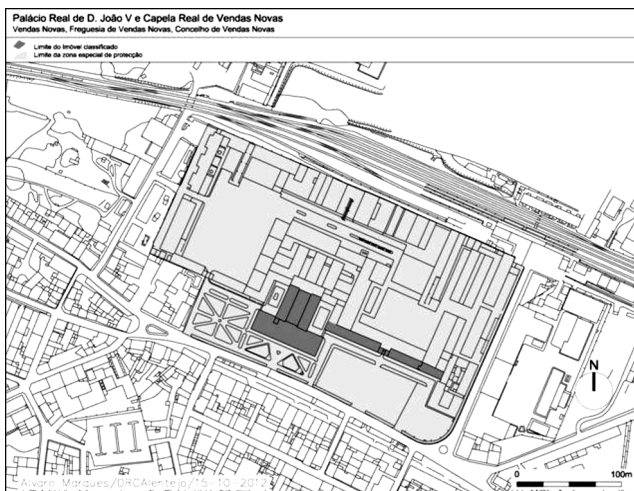 Palácio Real de D. João V e Capela Real de Vendas Novas
Vendas Novas, Freguesia de Vendas Novas, Concelho de Vendas Novas
Limite do Imóvel classificado
Limite da zona especial de protecção
N
0 100m
Alvaro Marques/DRCAlentejo/15-10-2012